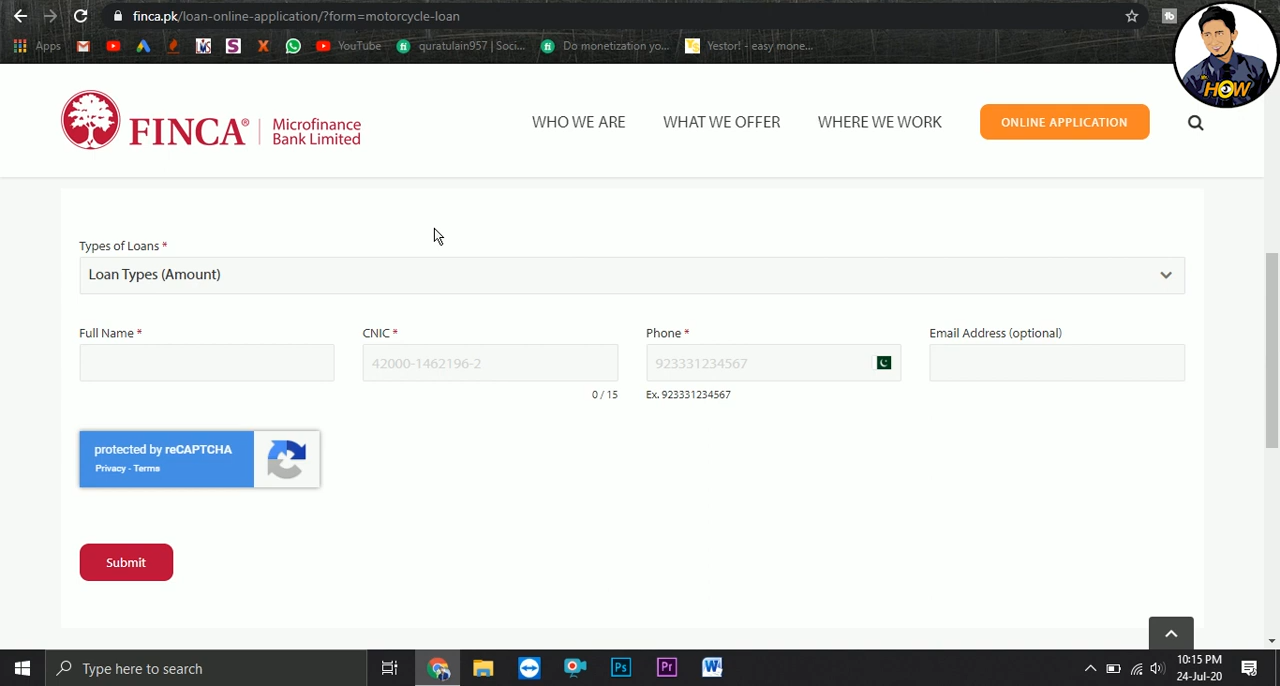 finca.pk/loan-online-application/?form=motorcycle-loan
Apps
YouTube
quratulain957 | Soci...
Do monetization yo...
Yestor! - easy mone...
HOW
FINCA® Microfinance Bank Limited
WHO WE ARE
WHAT WE OFFER
WHERE WE WORK
ONLINE APPLICATION
Types of Loans *
Loan Types (Amount)
Full Name *
CNIC *
Phone *
Email Address (optional)
42000-1462196-2
923331234567
0 / 15
Ex. 923331234567
protected by reCAPTCHA
Privacy - Terms
Submit
Type here to search
Ps
Pr
W
10:15 PM
24-Jul-20